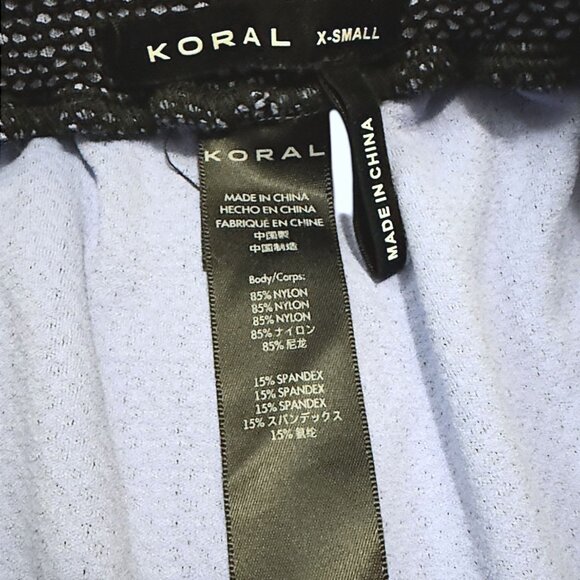 KORAL X-SMALL
MADE IN CHINA
KORAL
MADE IN CHINA
HECHO EN CHINA
FABRIQUÉ EN CHINE
中国製
中国制造
Body/Corps:
85% NYLON
85% NYLON
85% NYLON
85% ナイロン
85% 尼龙
15% SPANDEX
15% SPANDEX
15% SPANDEX
15% スパンデックス
15% 氨纶